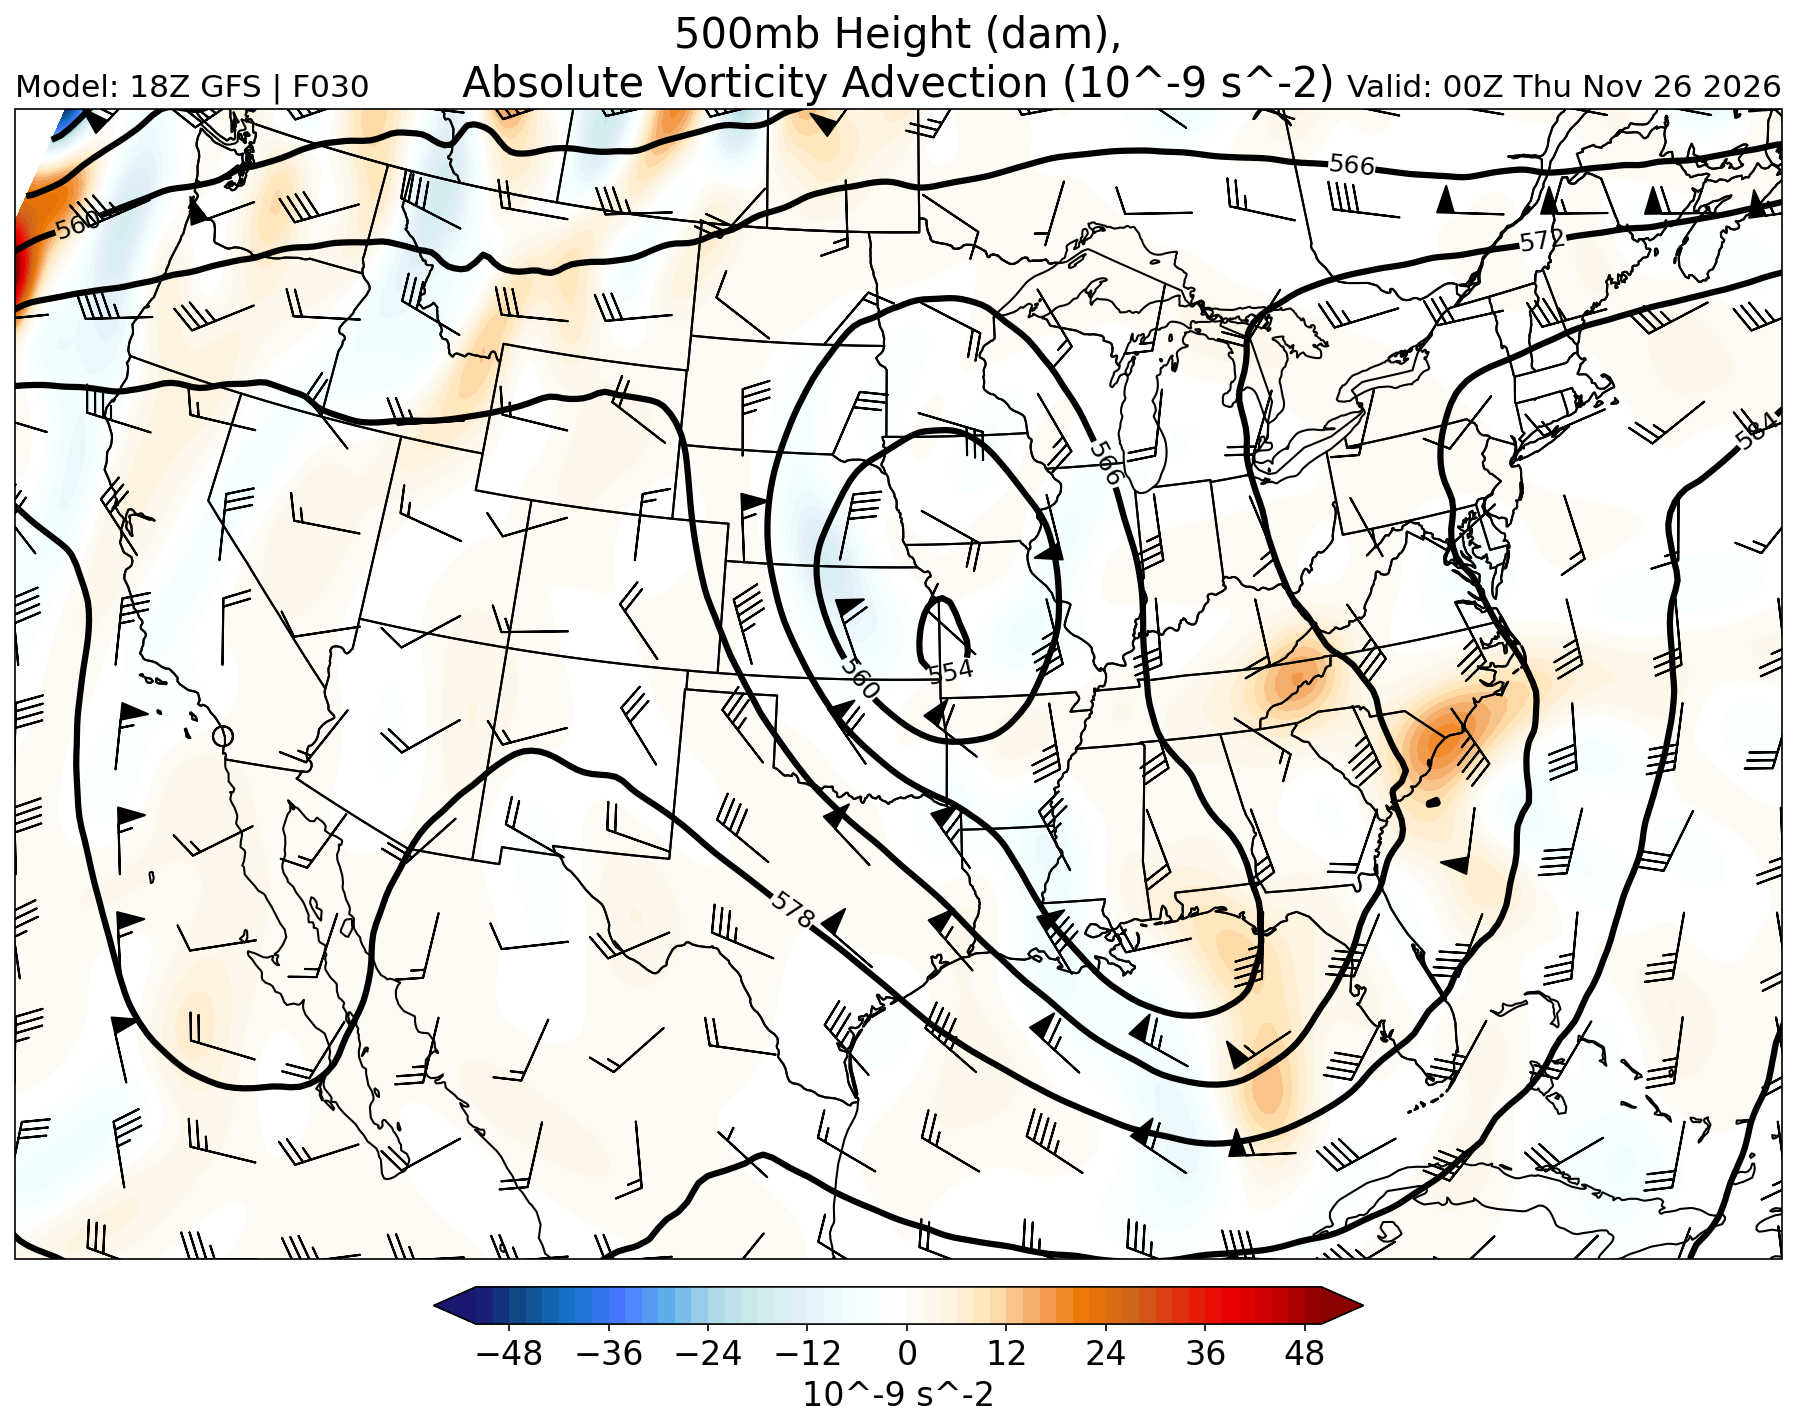 500mb Height (dam),
Model: 18Z GFS | F030
Absolute Vorticity Advection (10^-9 s^-2)
Valid: 00Z Thu Nov 26 2026
566
560
572
584
566
554
560
578
−48 −36 −24 −12 0 12 24 36 48
10^-9 s^-2